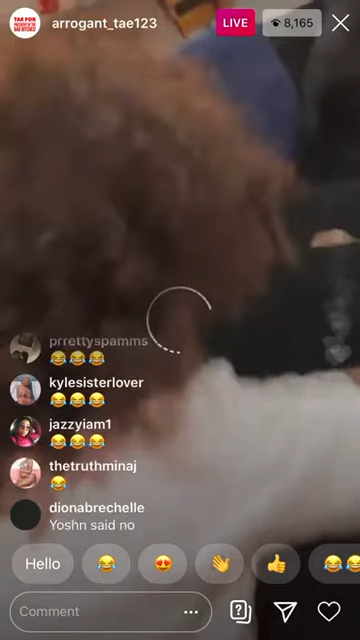 TAE FOR
PRESIDENT OF THE
BAD BITCHES!
arrogant_tae123
LIVE
8,165
prrettyspamms
😂😂😂
kylesisterlover
😂😂😂
jazzyiam1
😂😂😂
thetruthminaj
😂
dionabrechelle
Yoshn said no
Hello
😂
😍
👋
👍
😂😂
Comment